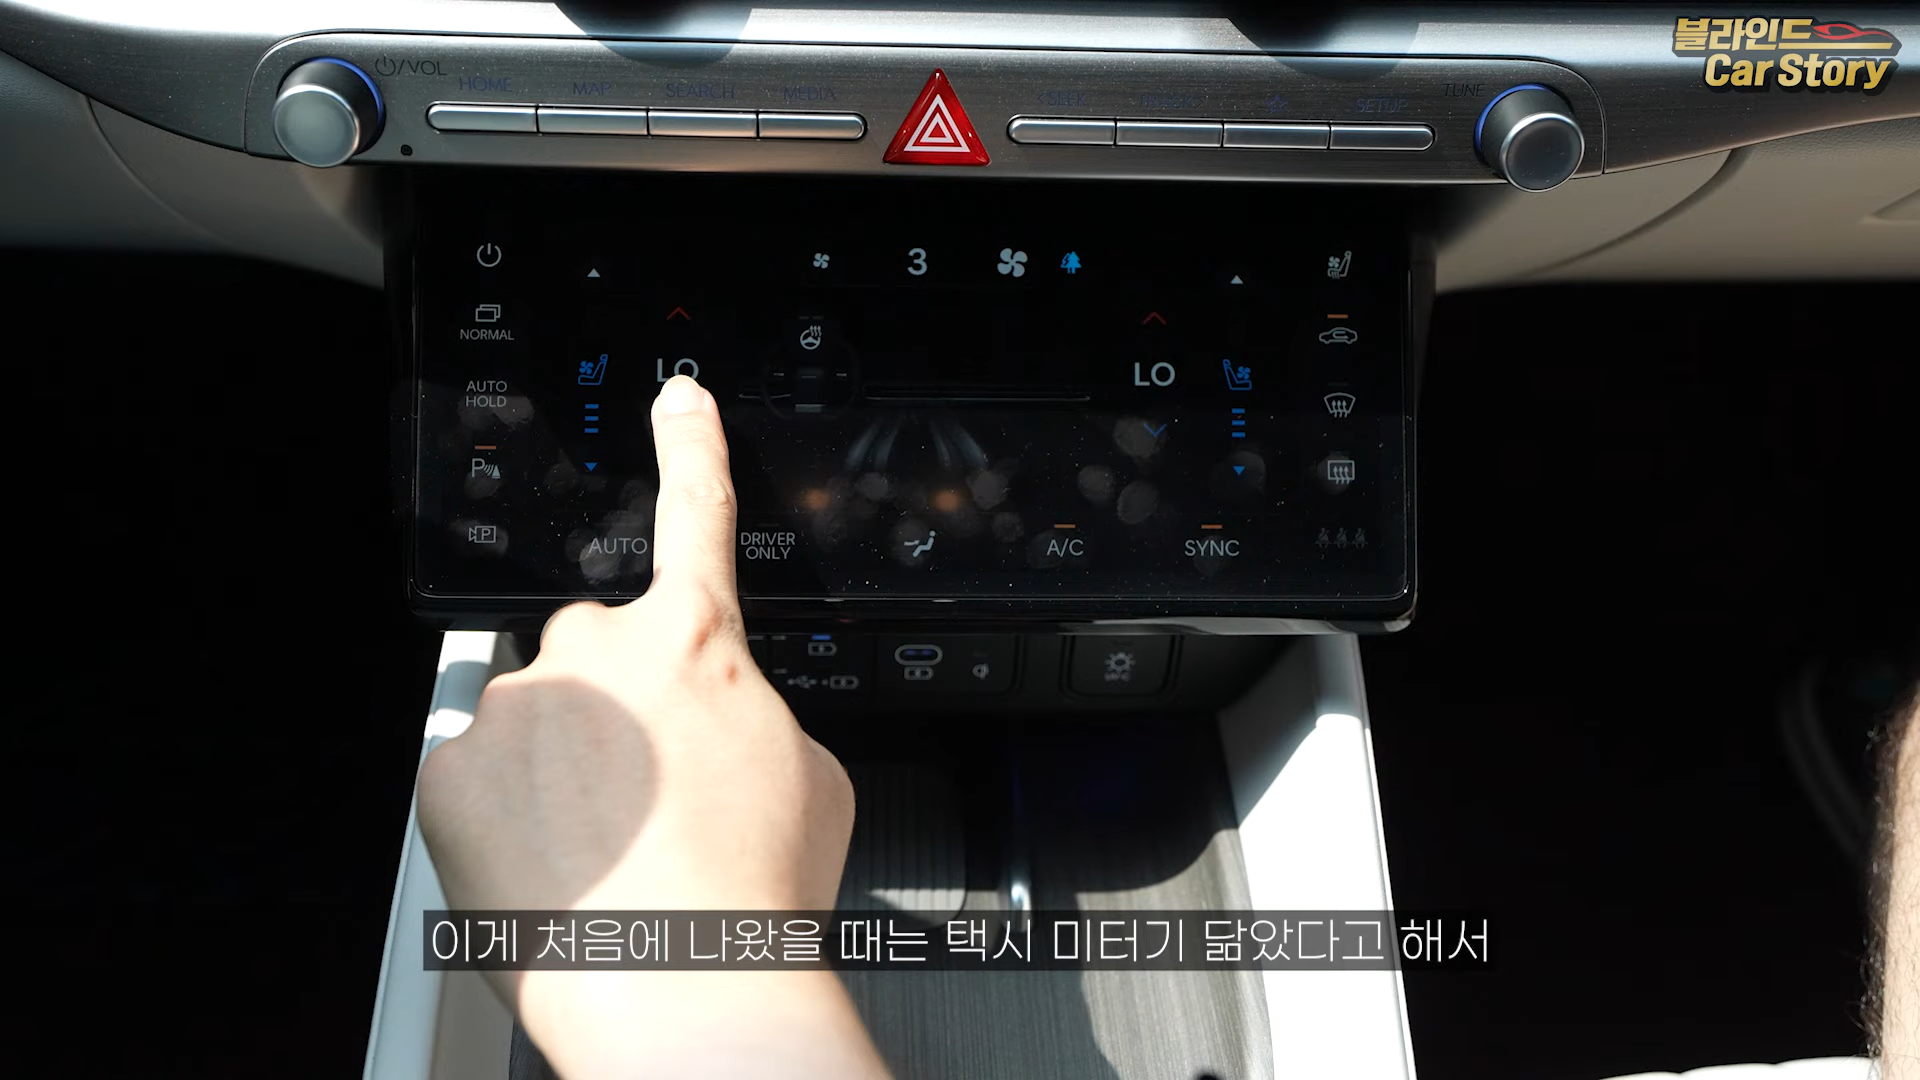 블라인드
Car Story
/VOL
HOME
MAP
SEARCH
MEDIA
SEEK
TRACK
SETUP
TUNE
3
NORMAL
LO
LO
AUTO
HOLD
P
P
AUTO
DRIVER
ONLY
A/C
SYNC
UV-C
이게 처음에 나왔을 때는 택시 미터기 닮았다고 해서